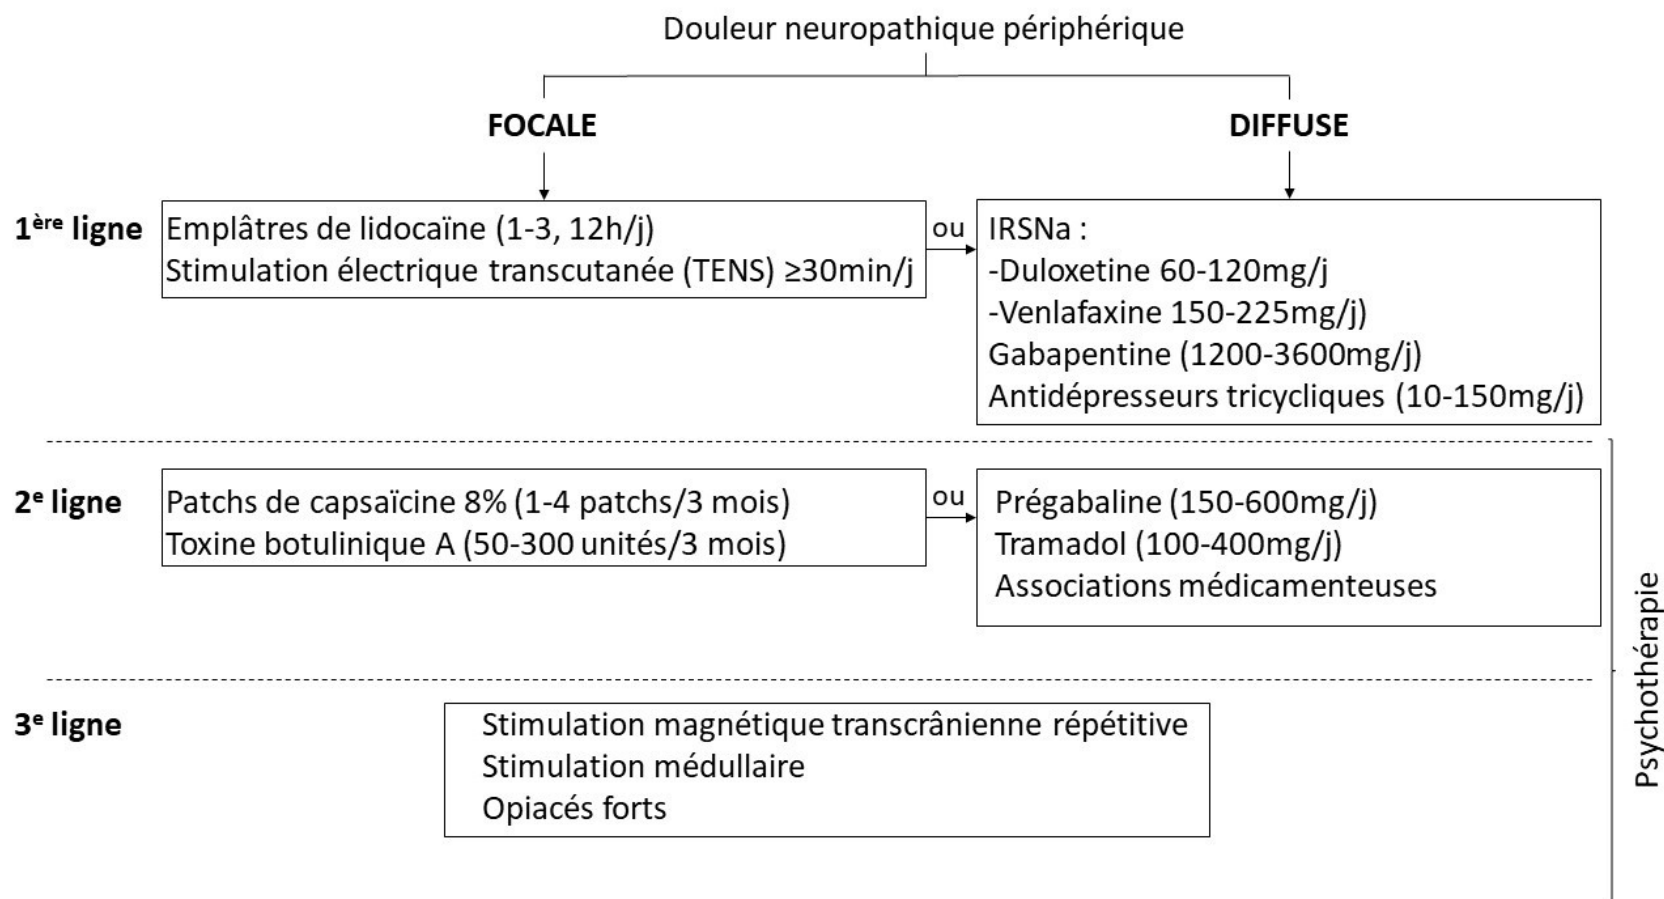 Douleur neuropathique périphérique
FOCALE
DIFFUSE
1ère ligne
Emplâtres de lidocaïne (1-3, 12h/j)
Stimulation électrique transcutanée (TENS) ≥30min/j
ou
IRSNa :
-Duloxetine 60-120mg/j
-Venlafaxine 150-225mg/j)
Gabapentine (1200-3600mg/j)
Antidépresseurs tricycliques (10-150mg/j)
2e ligne
Patchs de capsaïcine 8% (1-4 patchs/3 mois)
Toxine botulinique A (50-300 unités/3 mois)
ou
Prégabaline (150-600mg/j)
Tramadol (100-400mg/j)
Associations médicamenteuses
3e ligne
Stimulation magnétique transcrânienne répétitive
Stimulation médullaire
Opiacés forts
Psychothérapie